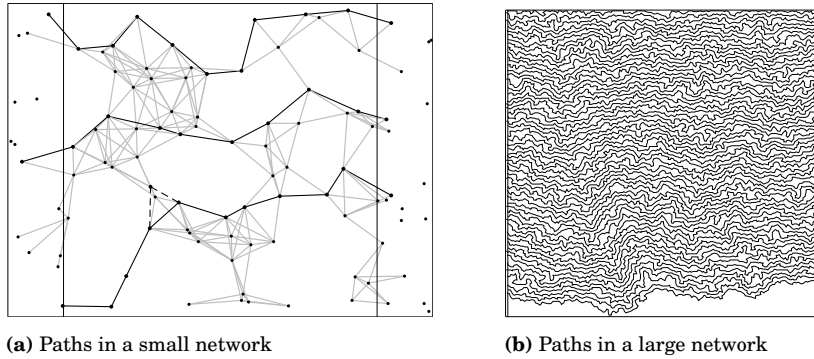 (a) Paths in a small network
(b) Paths in a large network